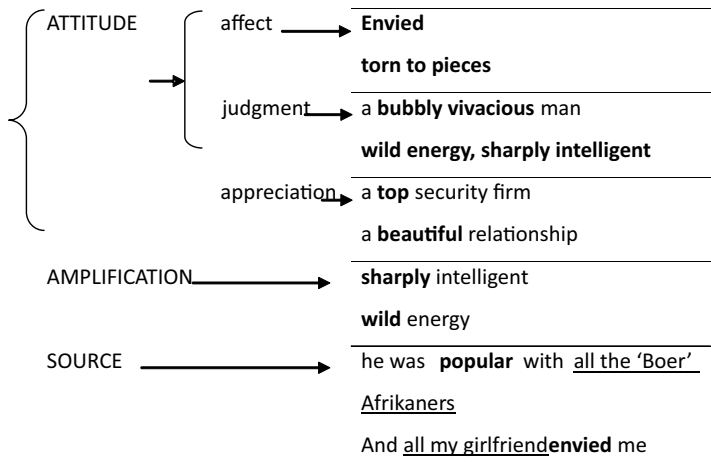 ATTITUDE affect Envied
torn to pieces
judgment a bubbly vivacious man
wild energy, sharply intelligent
appreciation a top security firm
a beautiful relationship
AMPLIFICATION sharply intelligent
wild energy
SOURCE he was popular with all the ‘Boer’
Afrikaners
And all my girlfriendenvied me